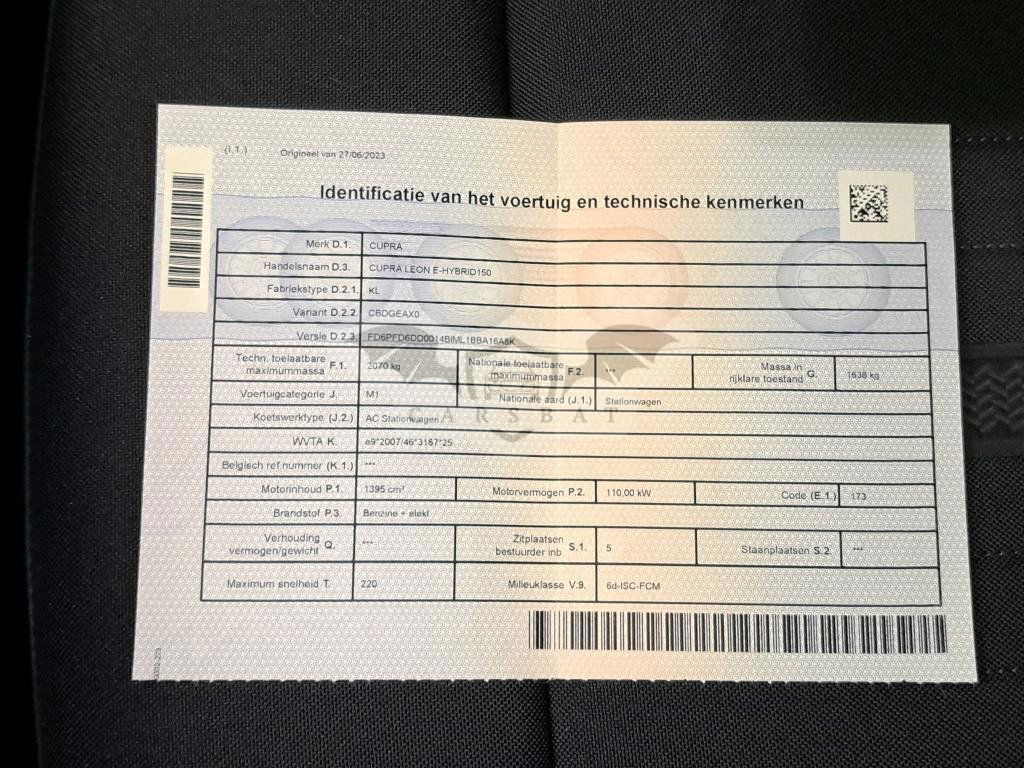 (I.1.) Origineel van 27/06/2023
Identificatie van het voertuig en technische kenmerken
Merk D.1. CUPRA
Handelsnaam D.3. CUPRA LEON E-HYBRID150
Fabriekstype D.2.1. KL
Variant D.2.2. CBDGEAX0
Versie D.2.3. FD6PFD6DD0014BIML1BBA16A8K
Techn. toelaatbare maximummassa F.1. 2070 kg Nationale toelaatbare maximummassa F.2. *** Massa in rijklare toestand G. 1638 kg
Voertuigcategorie J. M1 Nationale aard (J.1.) Stationwagen
Koetswerktype (J.2.) AC Stationwagen
CARSBAT
WVTA K. e9*2007/46*3167*25
Belgisch ref.nummer (K.1.) ***
Motorinhoud P.1. 1395 cm³ Motorvermogen P.2. 110,00 kW Code (E.1.) 173
Brandstof P.3. Benzine + elekt
Verhouding vermogen/gewicht Q. *** Zitplaatsen bestuurder inb. S.1. 5 Staanplaatsen S.2. ***
Maximum snelheid T. 220 Milieuklasse V.9. 6d-ISC-FCM